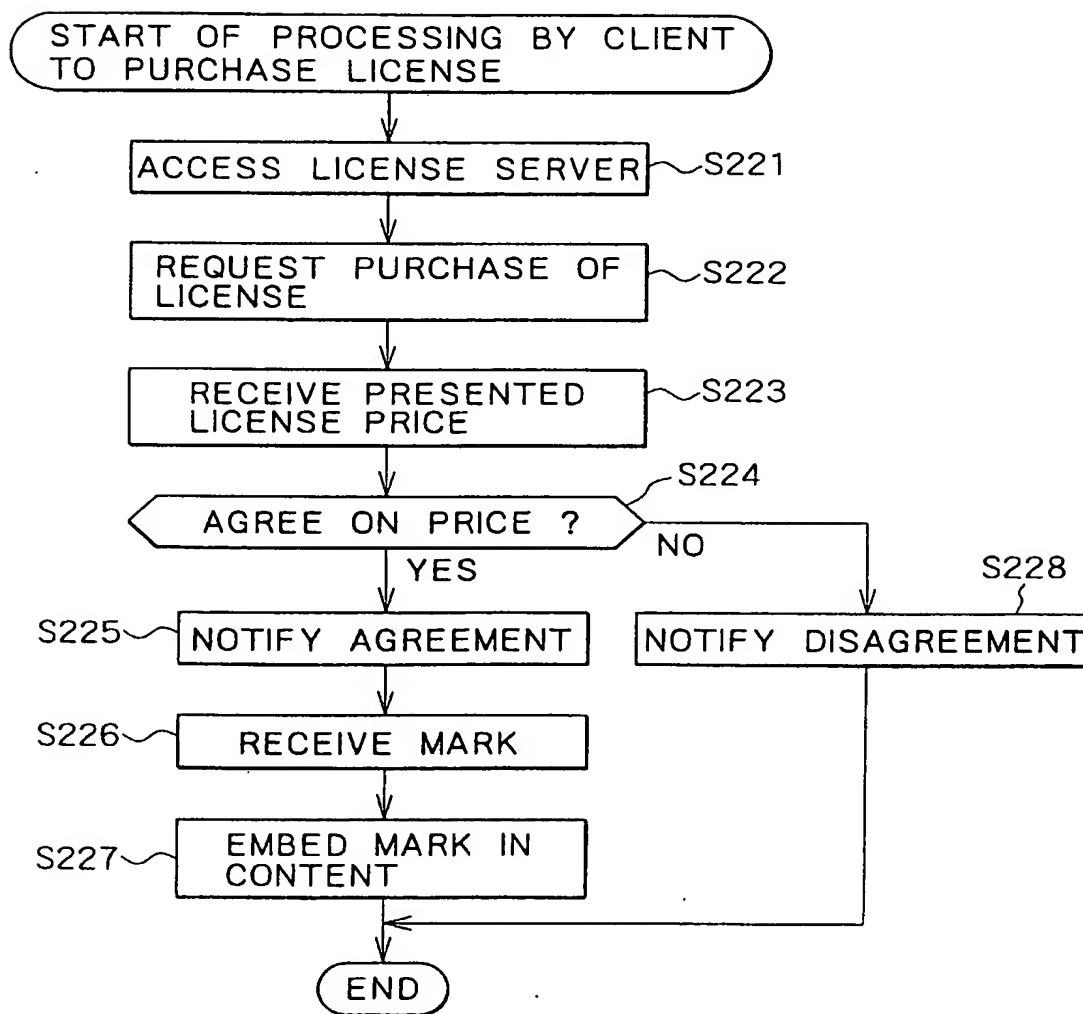 START OF PROCESSING BY CLIENT
TO PURCHASE LICENSE
ACCESS LICENSE SERVER
S221
REQUEST PURCHASE OF
LICENSE
S222
RECEIVE PRESENTED
LICENSE PRICE
S223
S224
AGREE ON PRICE ?
NO
YES
S228
S225
NOTIFY AGREEMENT
NOTIFY DISAGREEMENT
S226
RECEIVE MARK
S227
EMBED MARK IN
CONTENT
END